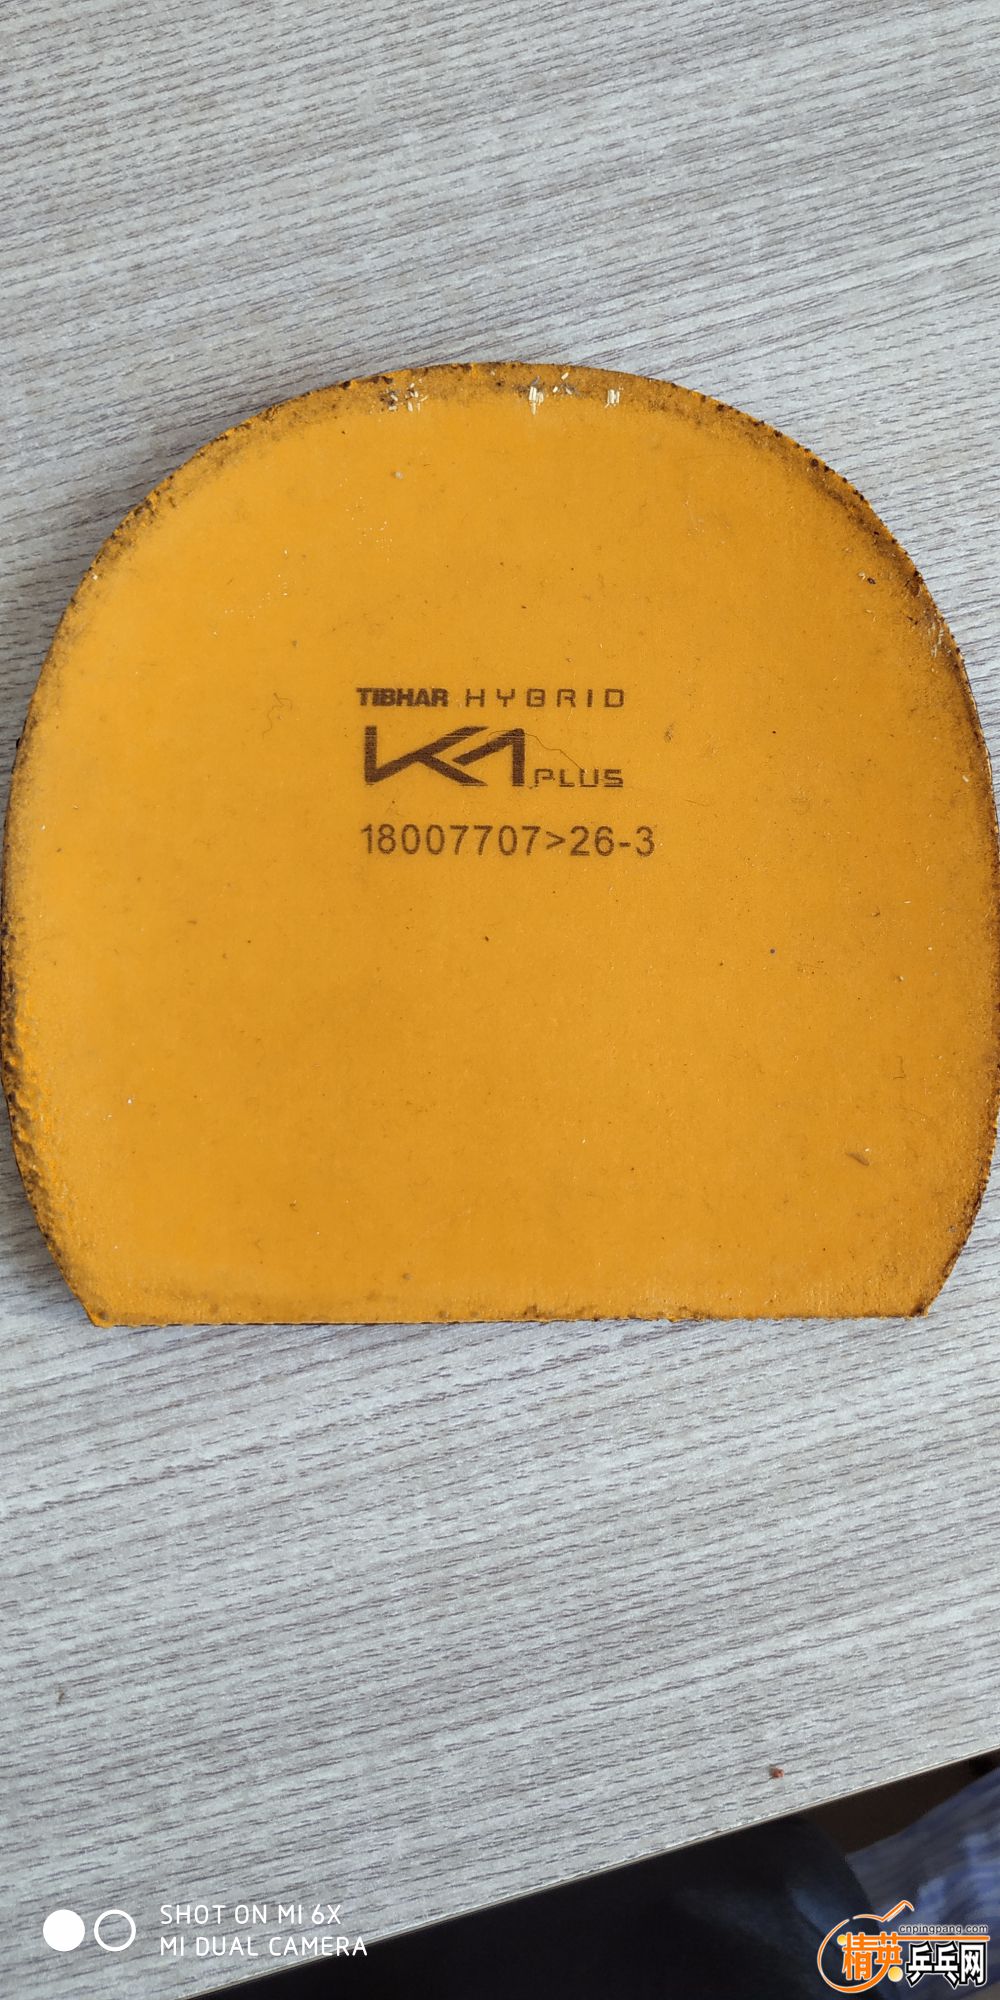 TIBHAR HYBRID
K1 PLUS
18007707>26-3
SHOT ON MI 6X
MI DUAL CAMERA
cnpingpang.com
精英乒乓网